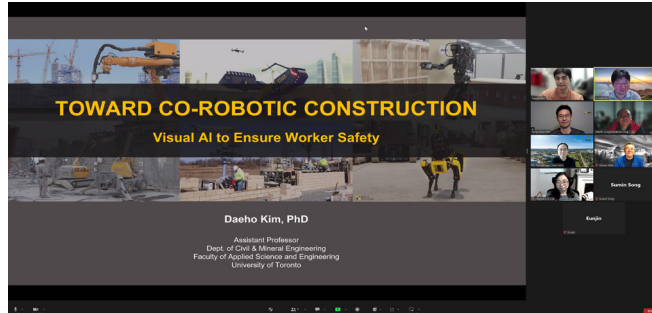 TOWARD CO-ROBOTIC CONSTRUCTION
Visual AI to Ensure Worker Safety
Daeho Kim, PhD
Assistant Professor
Dept. of Civil & Mineral Engineering
Faculty of Applied Science and Engineering
University of Toronto
Sumin Song
Eunjin